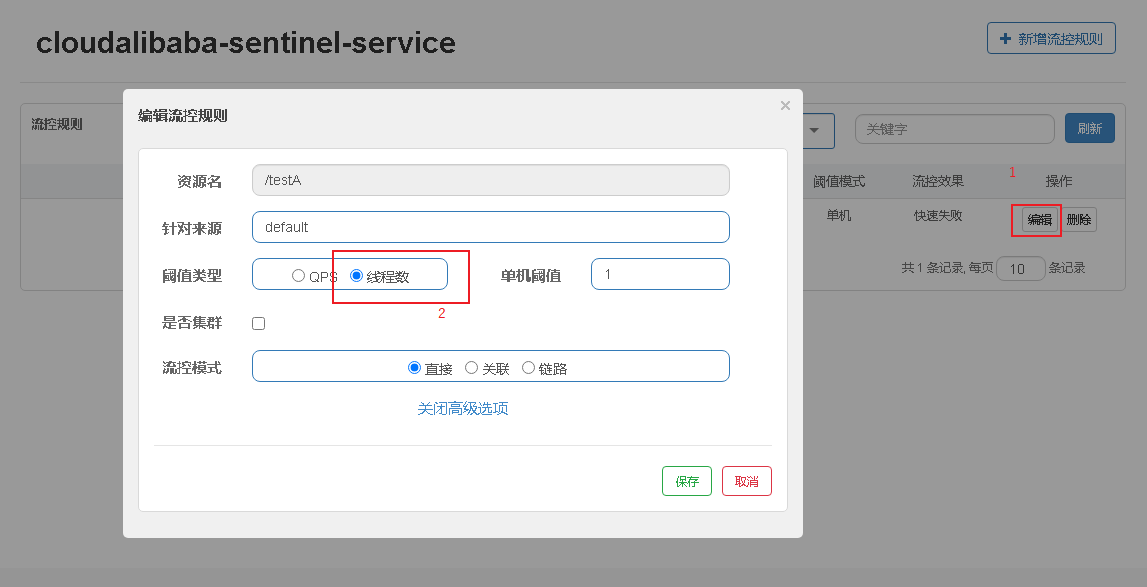 cloudalibaba-sentinel-service
+ 新增流控规则
流控规则
关键字
刷新
阈值模式 流控效果 1 操作
单机 快速失败 编辑 删除
共 1 条记录, 每页 10 条记录
编辑流控规则 ×
资源名 /testA
针对来源 default
阈值类型 QPS 线程数 单机阈值 1
2
是否集群
流控模式 直接 关联 链路
关闭高级选项
保存 取消